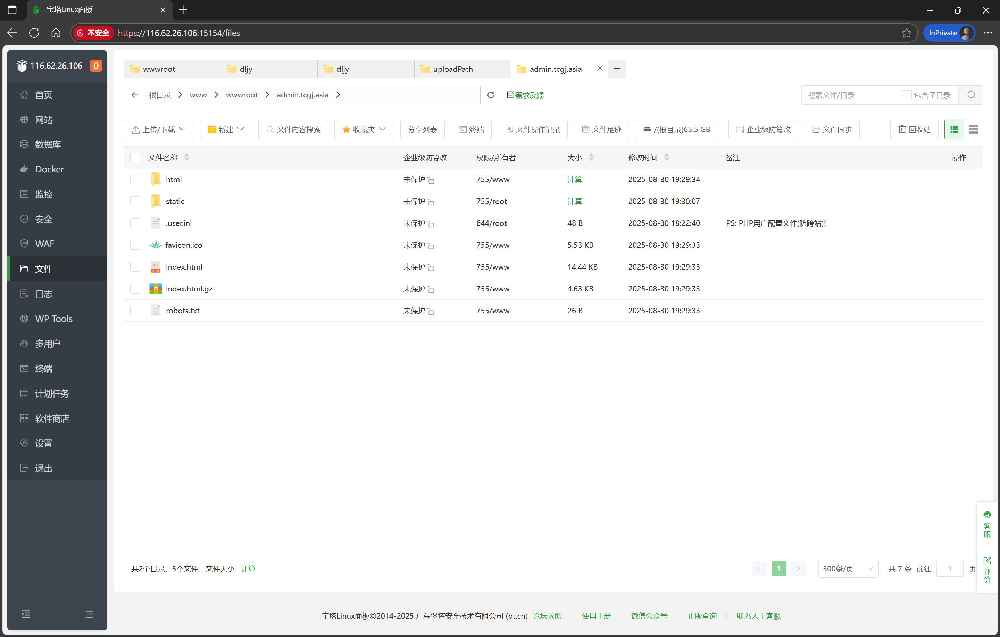 宝塔Linux面板
不安全 https://116.62.26.106:15154/files
InPrivate
116.62.26.106 0
首页
网站
数据库
Docker
监控
安全
WAF
文件
日志
WP Tools
多用户
终端
计划任务
软件商店
设置
退出
wwwroot dljy dljy uploadPath admin.tcgj.asia
根目录 www wwwroot admin.tcgj.asia 需求反馈 搜索文件/目录 包含子目录
上传/下载 新建 文件内容搜索 收藏夹 分享列表 终端 文件操作记录 文件足迹 /(根目录)65.5 GB 企业级防篡改 文件同步 回收站
文件名称 企业级防篡改 权限/所有者 大小 修改时间 备注 操作
html 未保护 755/www 计算 2025-08-30 19:29:34
static 未保护 755/root 计算 2025-08-30 19:30:07
.user.ini 未保护 644/root 48 B 2025-08-30 18:22:40 PS: PHP用户配置文件(防跨站)!
favicon.ico 未保护 755/www 5.53 KB 2025-08-30 19:29:33
index.html 未保护 755/www 14.44 KB 2025-08-30 19:29:33
index.html.gz 未保护 755/www 4.63 KB 2025-08-30 19:29:33
robots.txt 未保护 755/www 26 B 2025-08-30 19:29:33
共2个目录，5个文件，文件大小 计算 1 500条/页 共 7 条 前往 1 页
客服
评价
宝塔Linux面板©2014-2025 广东堡塔安全技术有限公司 (bt.cn) 论坛求助 使用手册 微信公众号 正版查询 联系人工客服